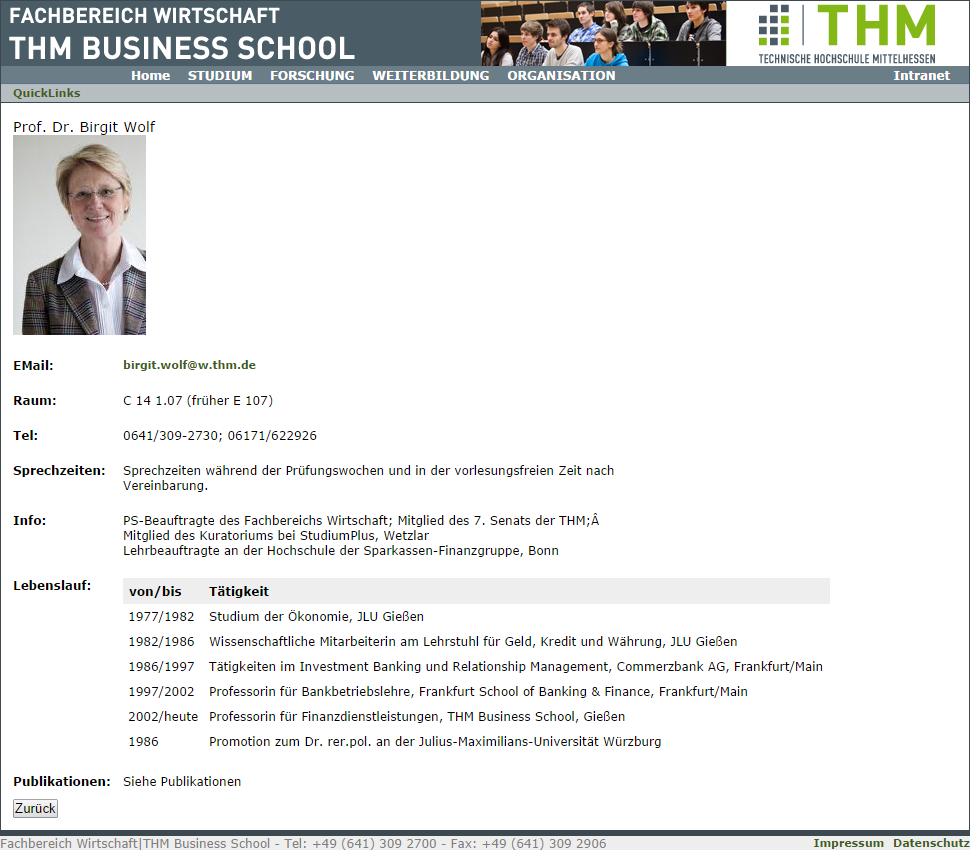 FACHBEREICH WIRTSCHAFT
THM BUSINESS SCHOOL
THM
TECHNISCHE HOCHSCHULE MITTELHESSEN
Home STUDIUM FORSCHUNG WEITERBILDUNG ORGANISATION Intranet
QuickLinks
Prof. Dr. Birgit Wolf
EMail: birgit.wolf@w.thm.de
Raum: C 14 1.07 (früher E 107)
Tel: 0641/309-2730; 06171/622926
Sprechzeiten: Sprechzeiten während der Prüfungswochen und in der vorlesungsfreien Zeit nach
Vereinbarung.
Info: PS-Beauftragte des Fachbereichs Wirtschaft; Mitglied des 7. Senats der THM;Â
Mitglied des Kuratoriums bei StudiumPlus, Wetzlar
Lehrbeauftragte an der Hochschule der Sparkassen-Finanzgruppe, Bonn
Lebenslauf: von/bis Tätigkeit
1977/1982 Studium der Ökonomie, JLU Gießen
1982/1986 Wissenschaftliche Mitarbeiterin am Lehrstuhl für Geld, Kredit und Währung, JLU Gießen
1986/1997 Tätigkeiten im Investment Banking und Relationship Management, Commerzbank AG, Frankfurt/Main
1997/2002 Professorin für Bankbetriebslehre, Frankfurt School of Banking & Finance, Frankfurt/Main
2002/heute Professorin für Finanzdienstleistungen, THM Business School, Gießen
1986 Promotion zum Dr. rer.pol. an der Julius-Maximilians-Universität Würzburg
Publikationen: Siehe Publikationen
Zurück
Fachbereich Wirtschaft|THM Business School - Tel: +49 (641) 309 2700 - Fax: +49 (641) 309 2906 Impressum Datenschutz